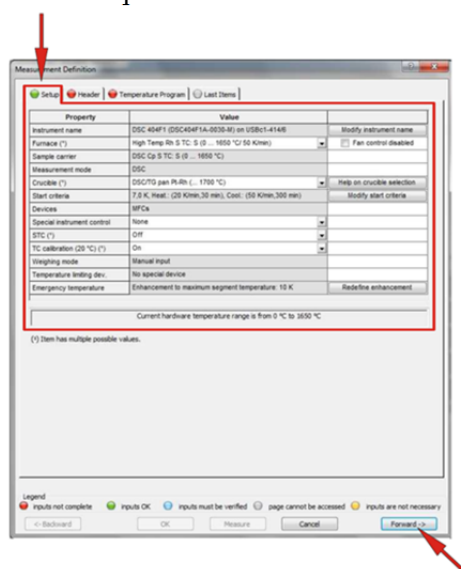 Measurement Definition
Setup Header Temperature Program Last Items
Property Value
Instrument name DSC 404F1 (DSC404F1A-0030-M) on USBc1-414/6 Modify instrument name
Furnace (*) High Temp Rh S TC: S (0 ... 1650 °C/ 50 K/min) Fan control disabled
Sample carrier DSC Cp S TC: S (0 ... 1650 °C)
Measurement mode DSC
Crucible (*) DSC/TG pan Pt-Rh (... 1700 °C) Help on crucible selection
Start criteria 7,0 K, Heat.: (20 K/min,30 min), Cool.: (50 K/min,300 min) Modify start criteria
Devices MFCs
Special instrument control None
STC (*) Off
TC calibration (20 °C) (*) On
Weighing mode Manual input
Temperature limiting dev. No special device
Emergency temperature Enhancement to maximum segment temperature: 10 K Redefine enhancement
Current hardware temperature range is from 0 °C to 1650 °C
(*) Item has multiple possible values.
Legend
inputs not complete inputs OK inputs must be verified page cannot be accessed inputs are not necessary
<- Backward OK Measure Cancel Forward ->